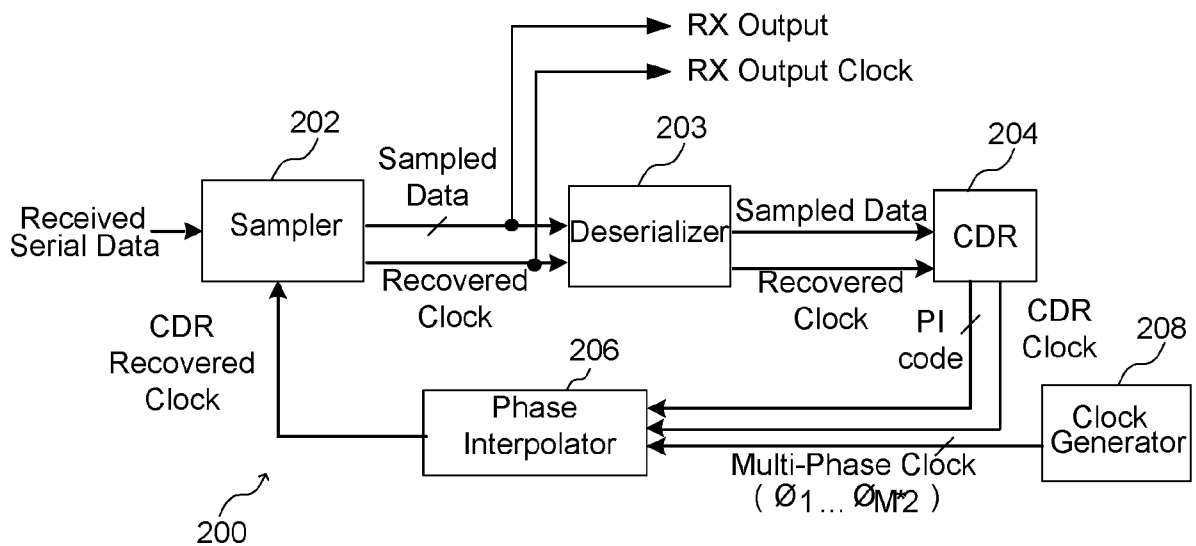 RX Output
RX Output Clock
202
203
204
Sampled
Data
Received
Serial Data
Sampler
Deserializer
Sampled Data
CDR
Recovered
Clock
Recovered
Clock
CDR
Recovered
Clock
PI
code
CDR
Clock
208
206
Phase
Interpolator
Clock
Generator
Multi-Phase Clock
( Ø1... ØM*2 )
200